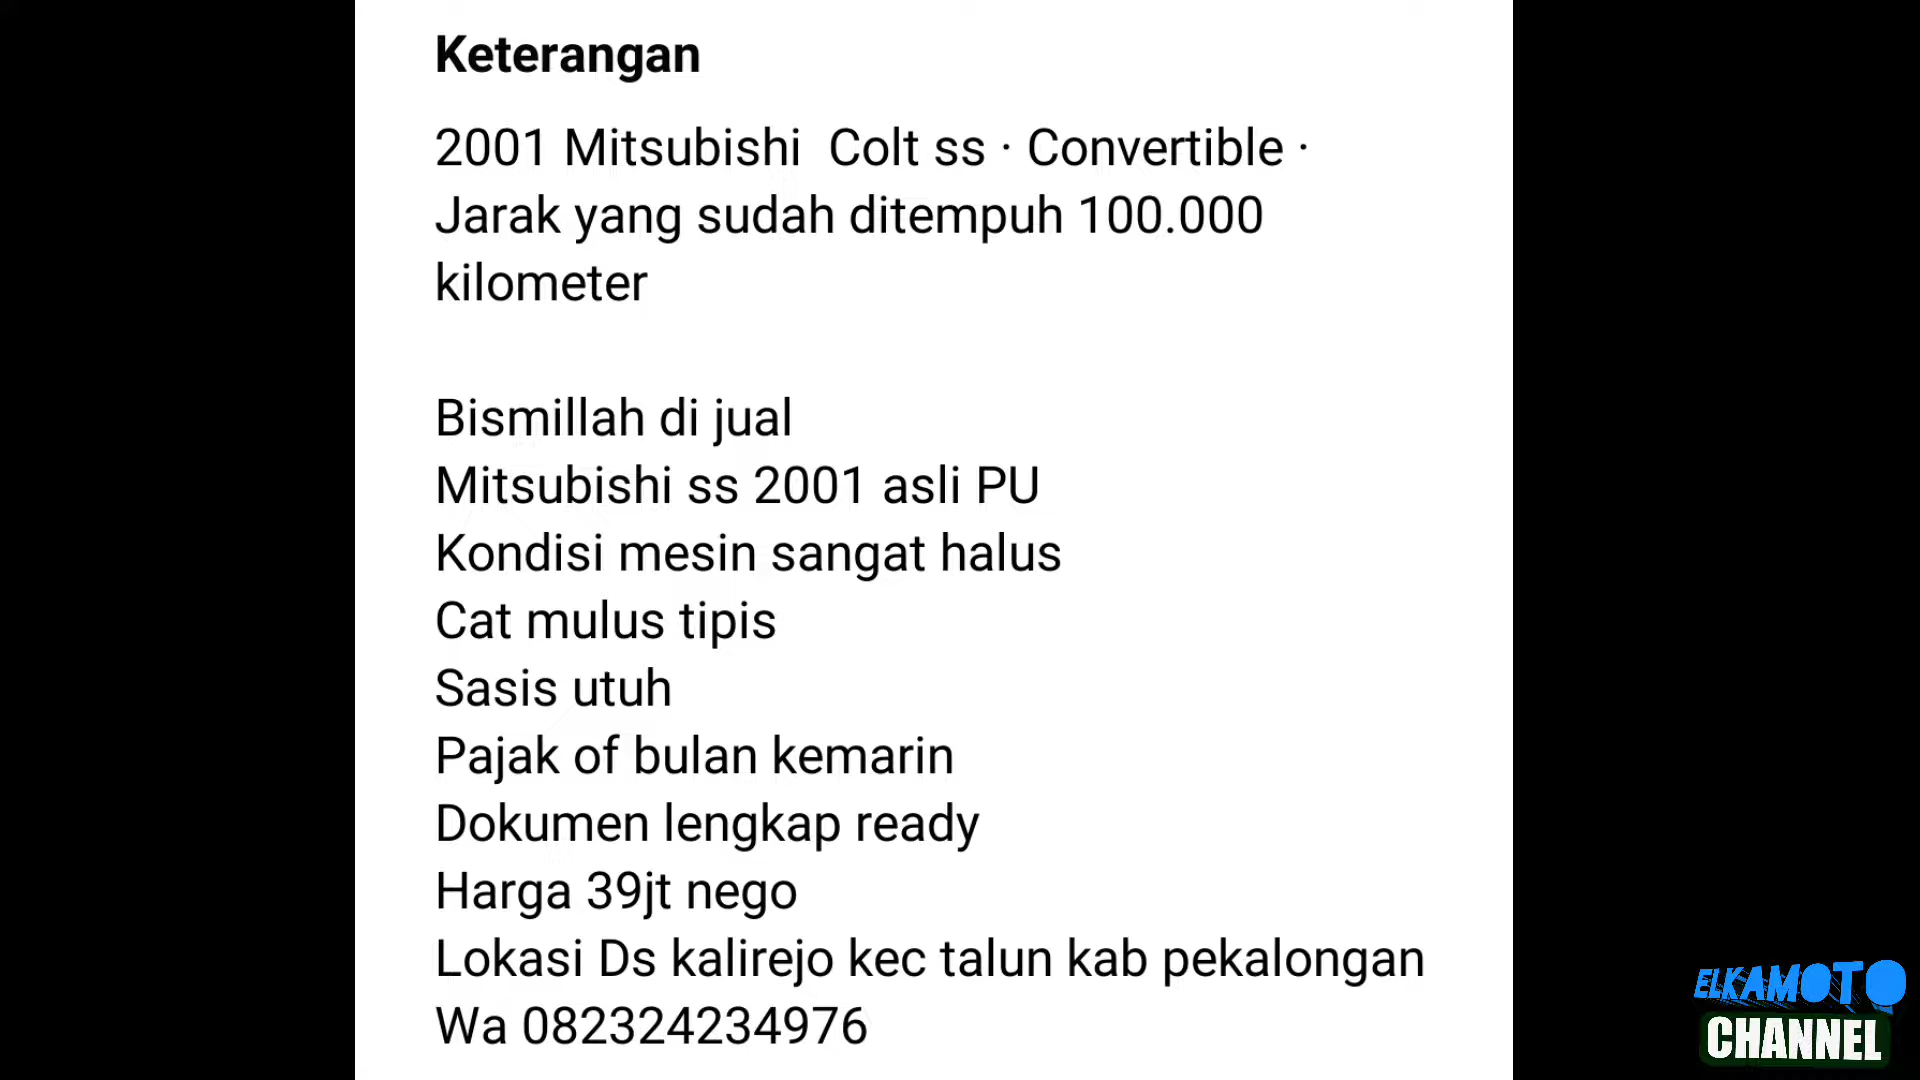 Keterangan
2001 Mitsubishi  Colt ss · Convertible ·
Jarak yang sudah ditempuh 100.000
kilometer
Bismillah di jual
Mitsubishi ss 2001 asli PU
Kondisi mesin sangat halus
Cat mulus tipis
Sasis utuh
Pajak of bulan kemarin
Dokumen lengkap ready
Harga 39jt nego
Lokasi Ds kalirejo kec talun kab pekalongan
Wa 082324234976
ELKAMOTO
CHANNEL